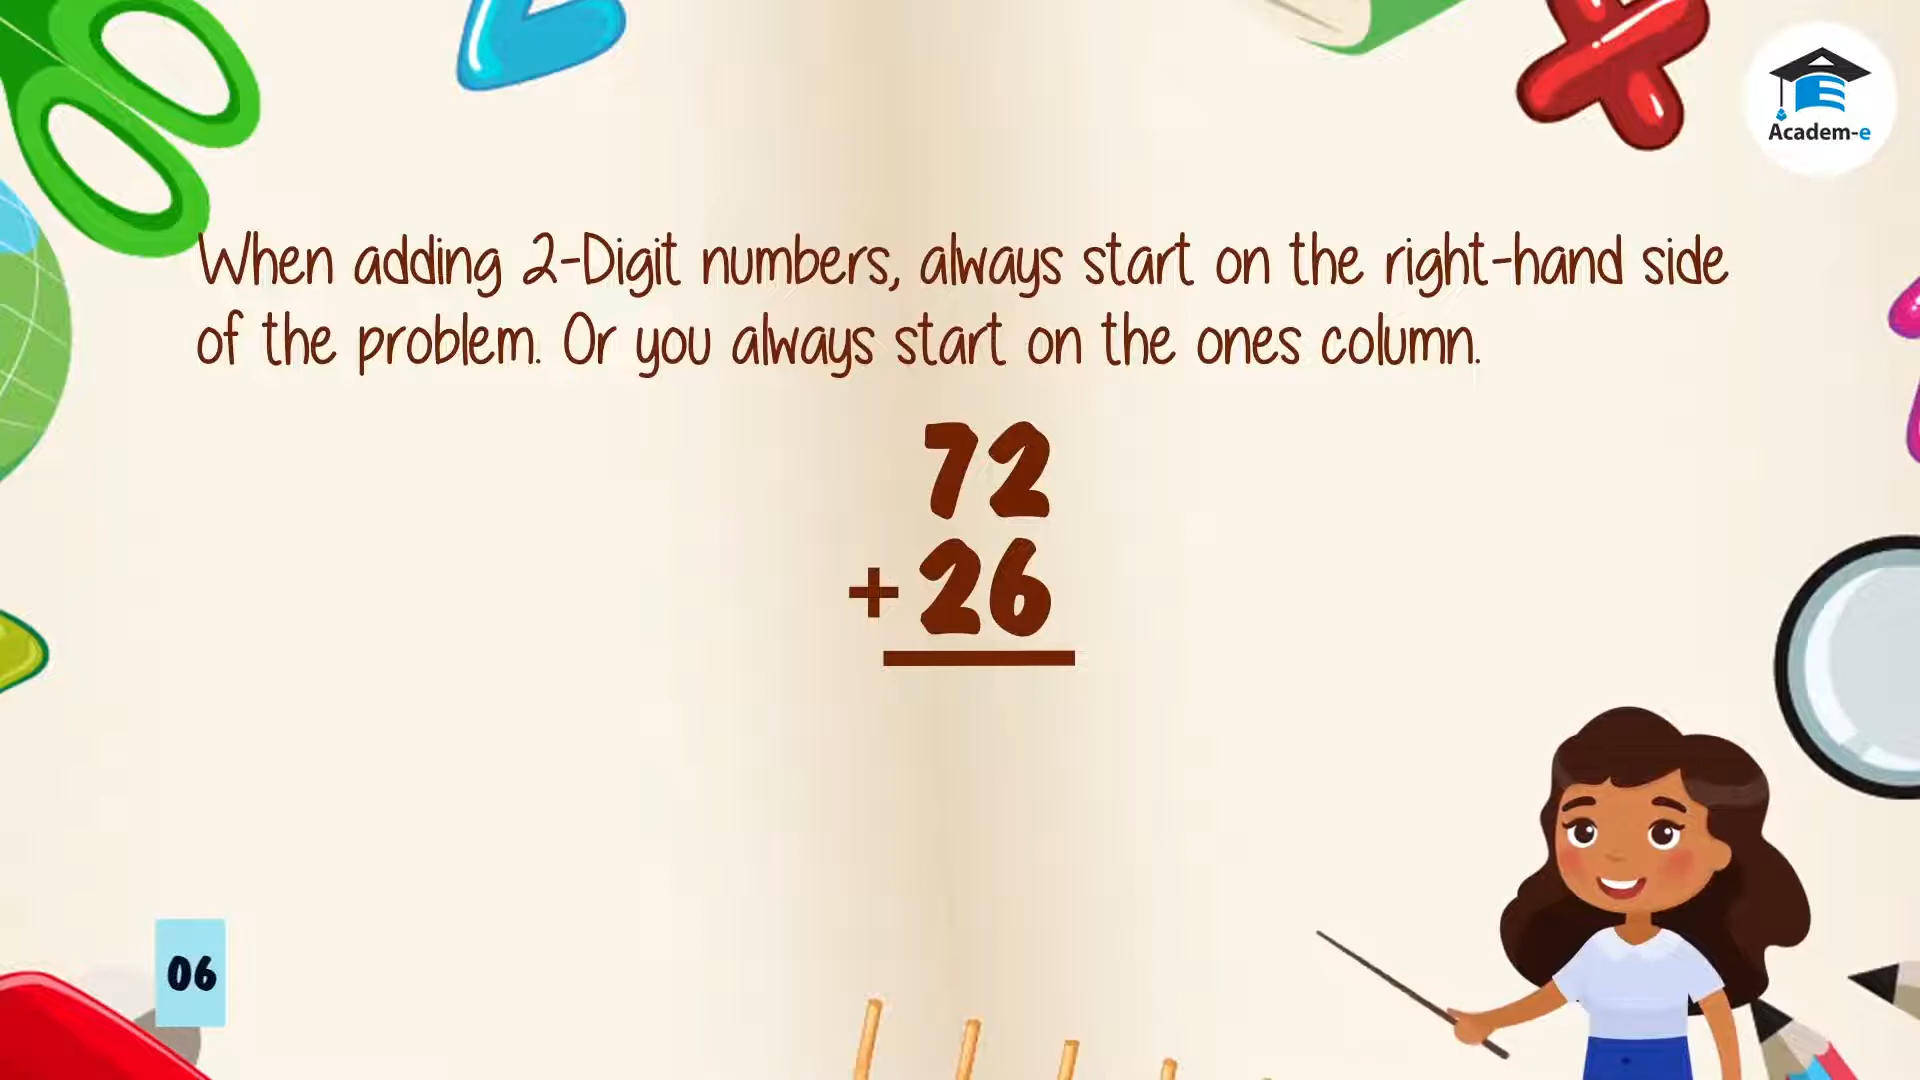 Academ-e
When adding 2-Digit numbers, always start on the right-hand side
of the problem. Or you always start on the ones column.
72
+ 26
06